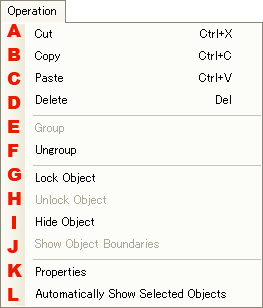 Operation
A Cut Ctrl+X
B Copy Ctrl+C
C Paste Ctrl+V
D Delete Del
E Group
F Ungroup
G Lock Object
H Unlock Object
I Hide Object
J Show Object Boundaries
K Properties
L Automatically Show Selected Objects